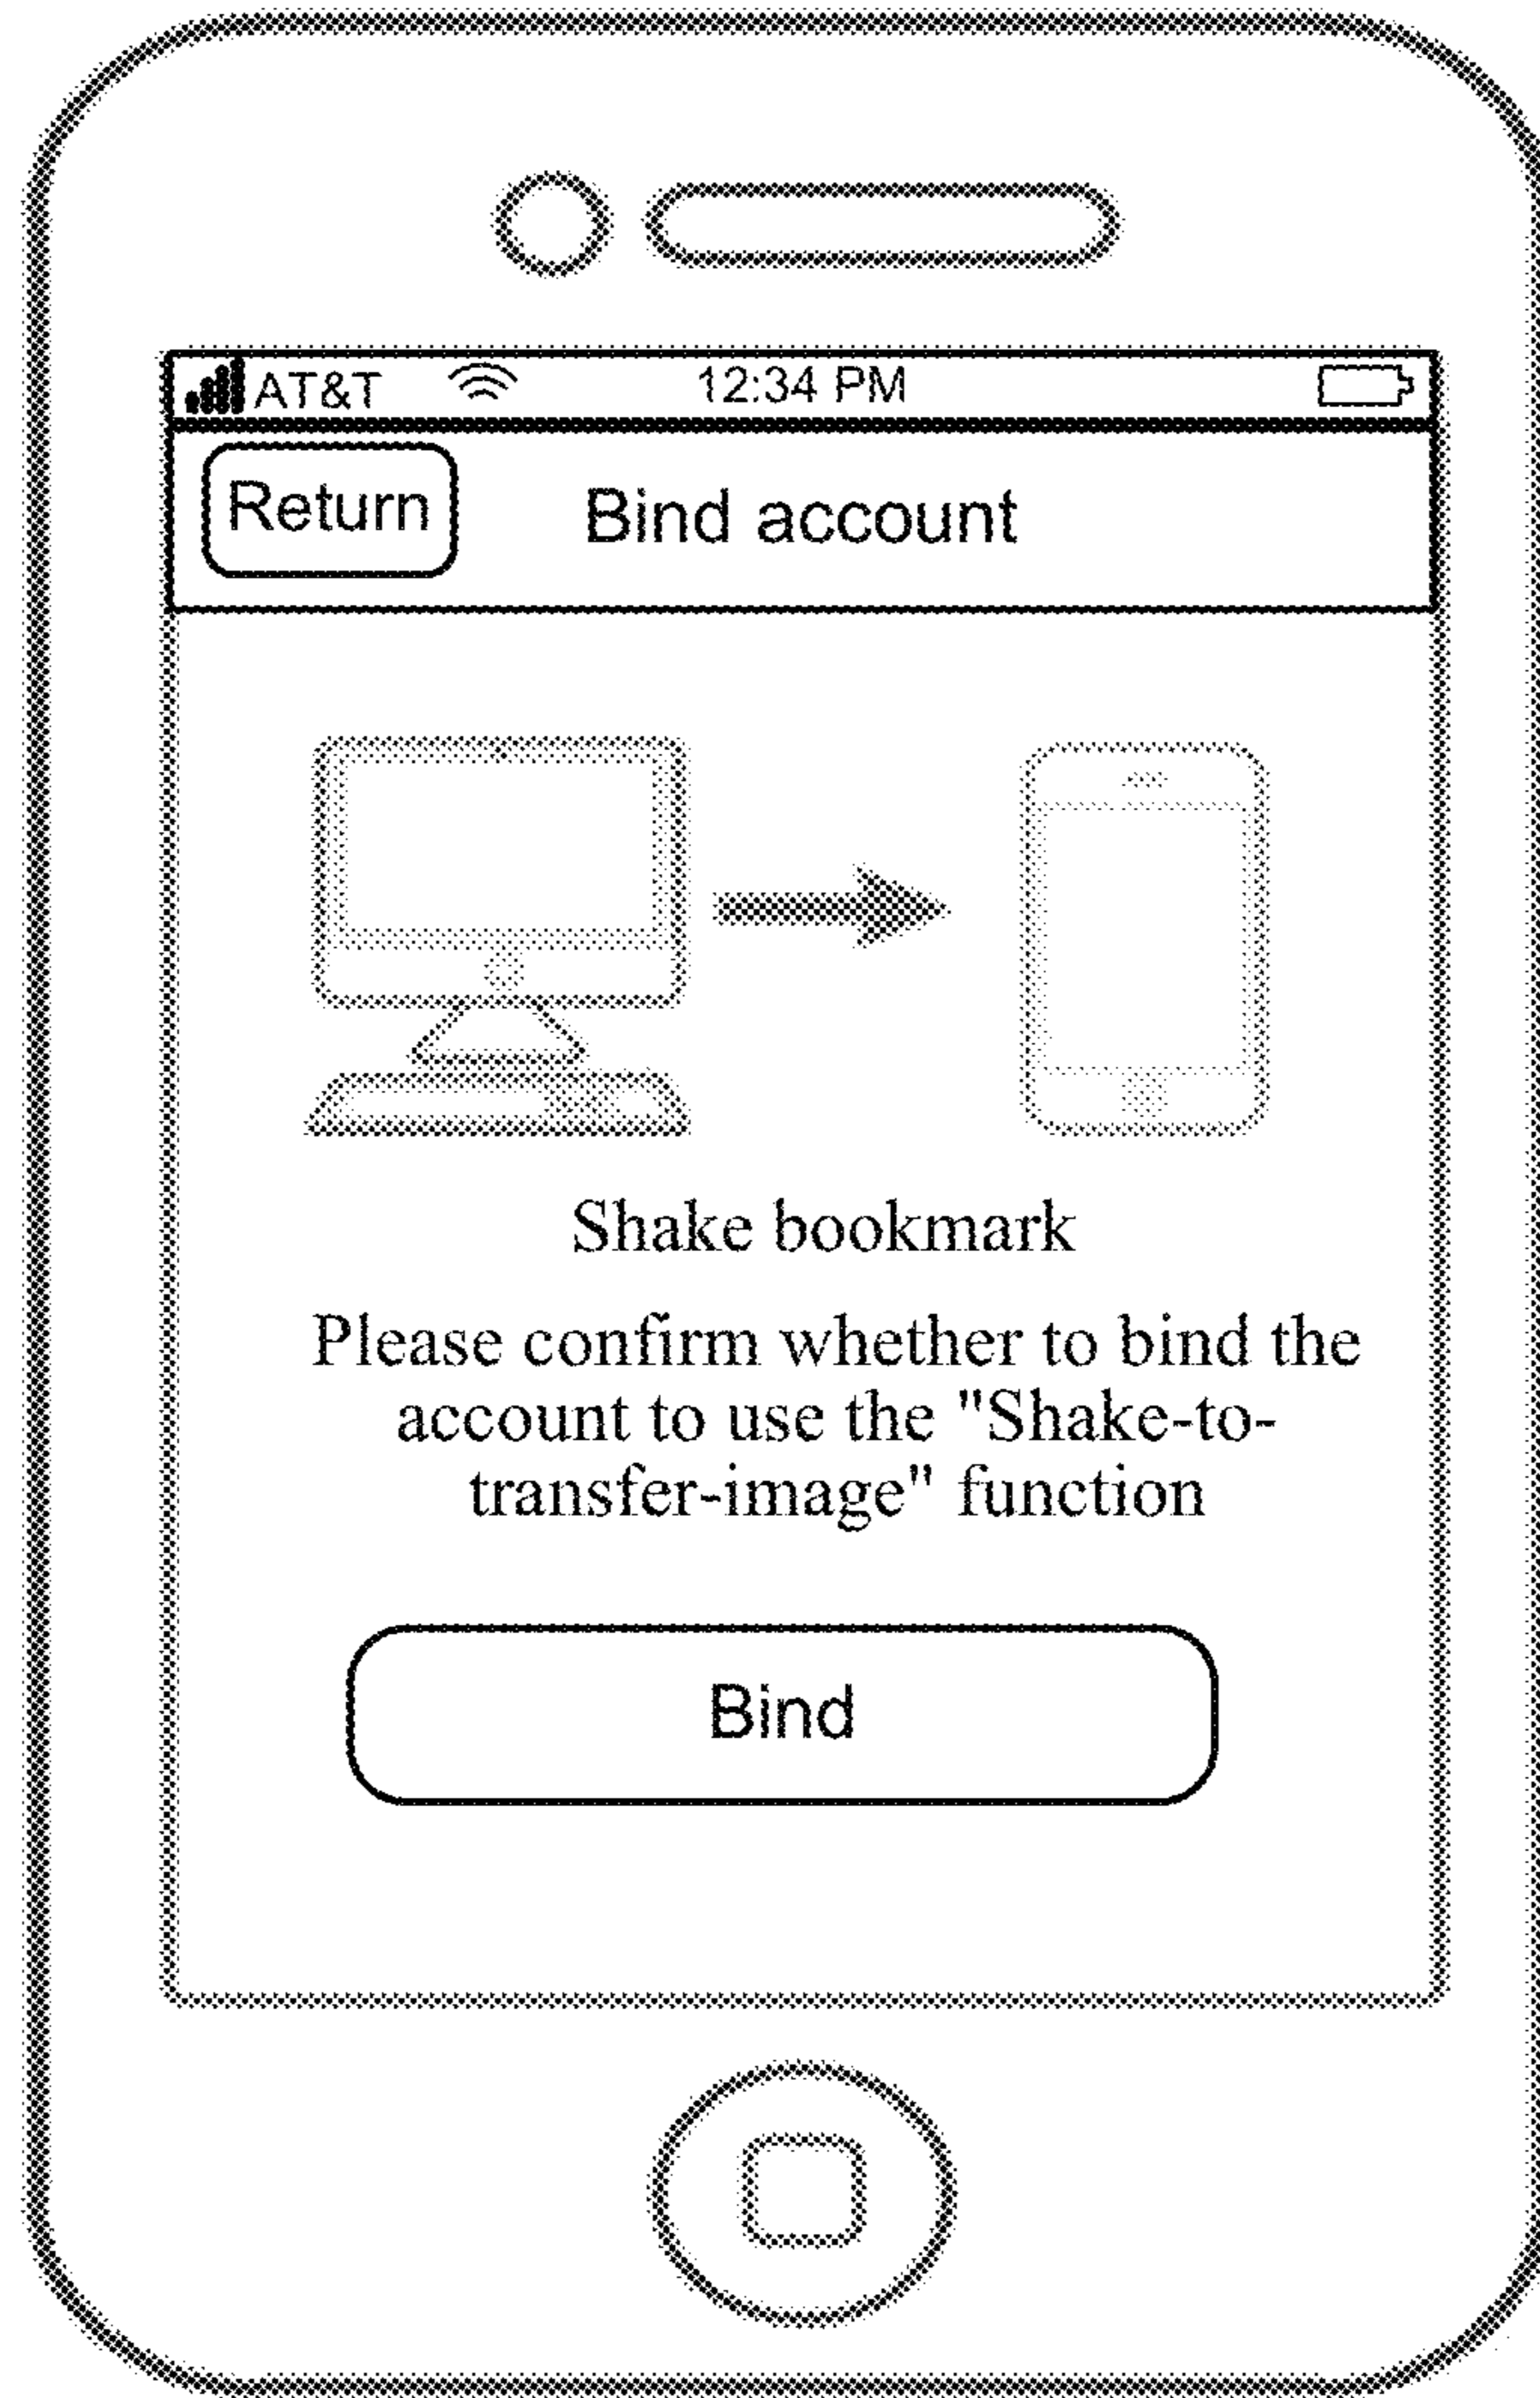 AT&T 12:34 PM
Return Bind account
Shake bookmark
Please confirm whether to bind the
account to use the "Shake-to-
transfer-image" function
Bind